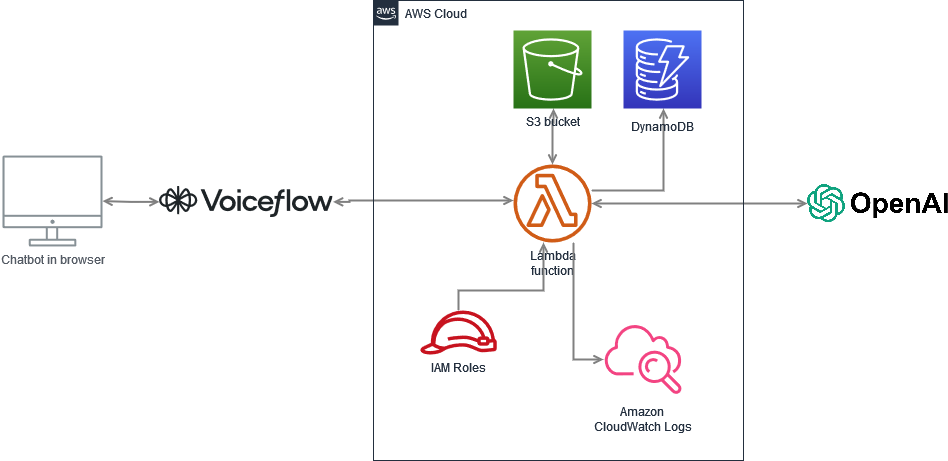 aws
AWS Cloud
S3 bucket
DynamoDB
Voiceflow
OpenAI
Chatbot in browser
Lambda
function
IAM Roles
Amazon
CloudWatch Logs